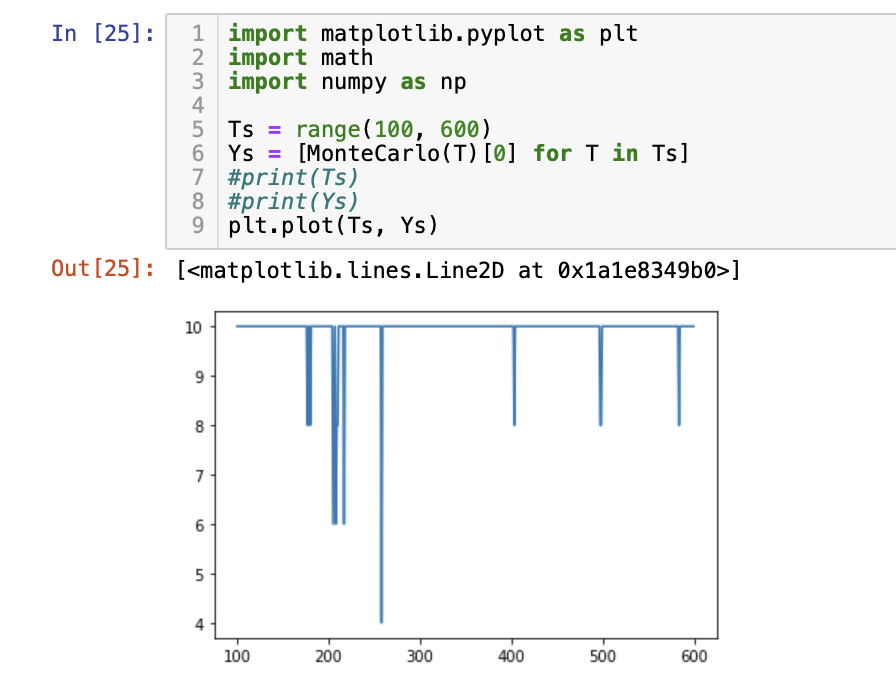 In [25]:
1 import matplotlib.pyplot as plt
2 import math
3 import numpy as np
4
5 Ts = range(100, 600)
6 Ys = [MonteCarlo(T)[0] for T in Ts]
7 #print(Ts)
8 #print(Ys)
9 plt.plot(Ts, Ys)
Out[25]: [<matplotlib.lines.Line2D at 0x1a1e8349b0>]
10
9
8
7
6
5
4
100 200 300 400 500 600